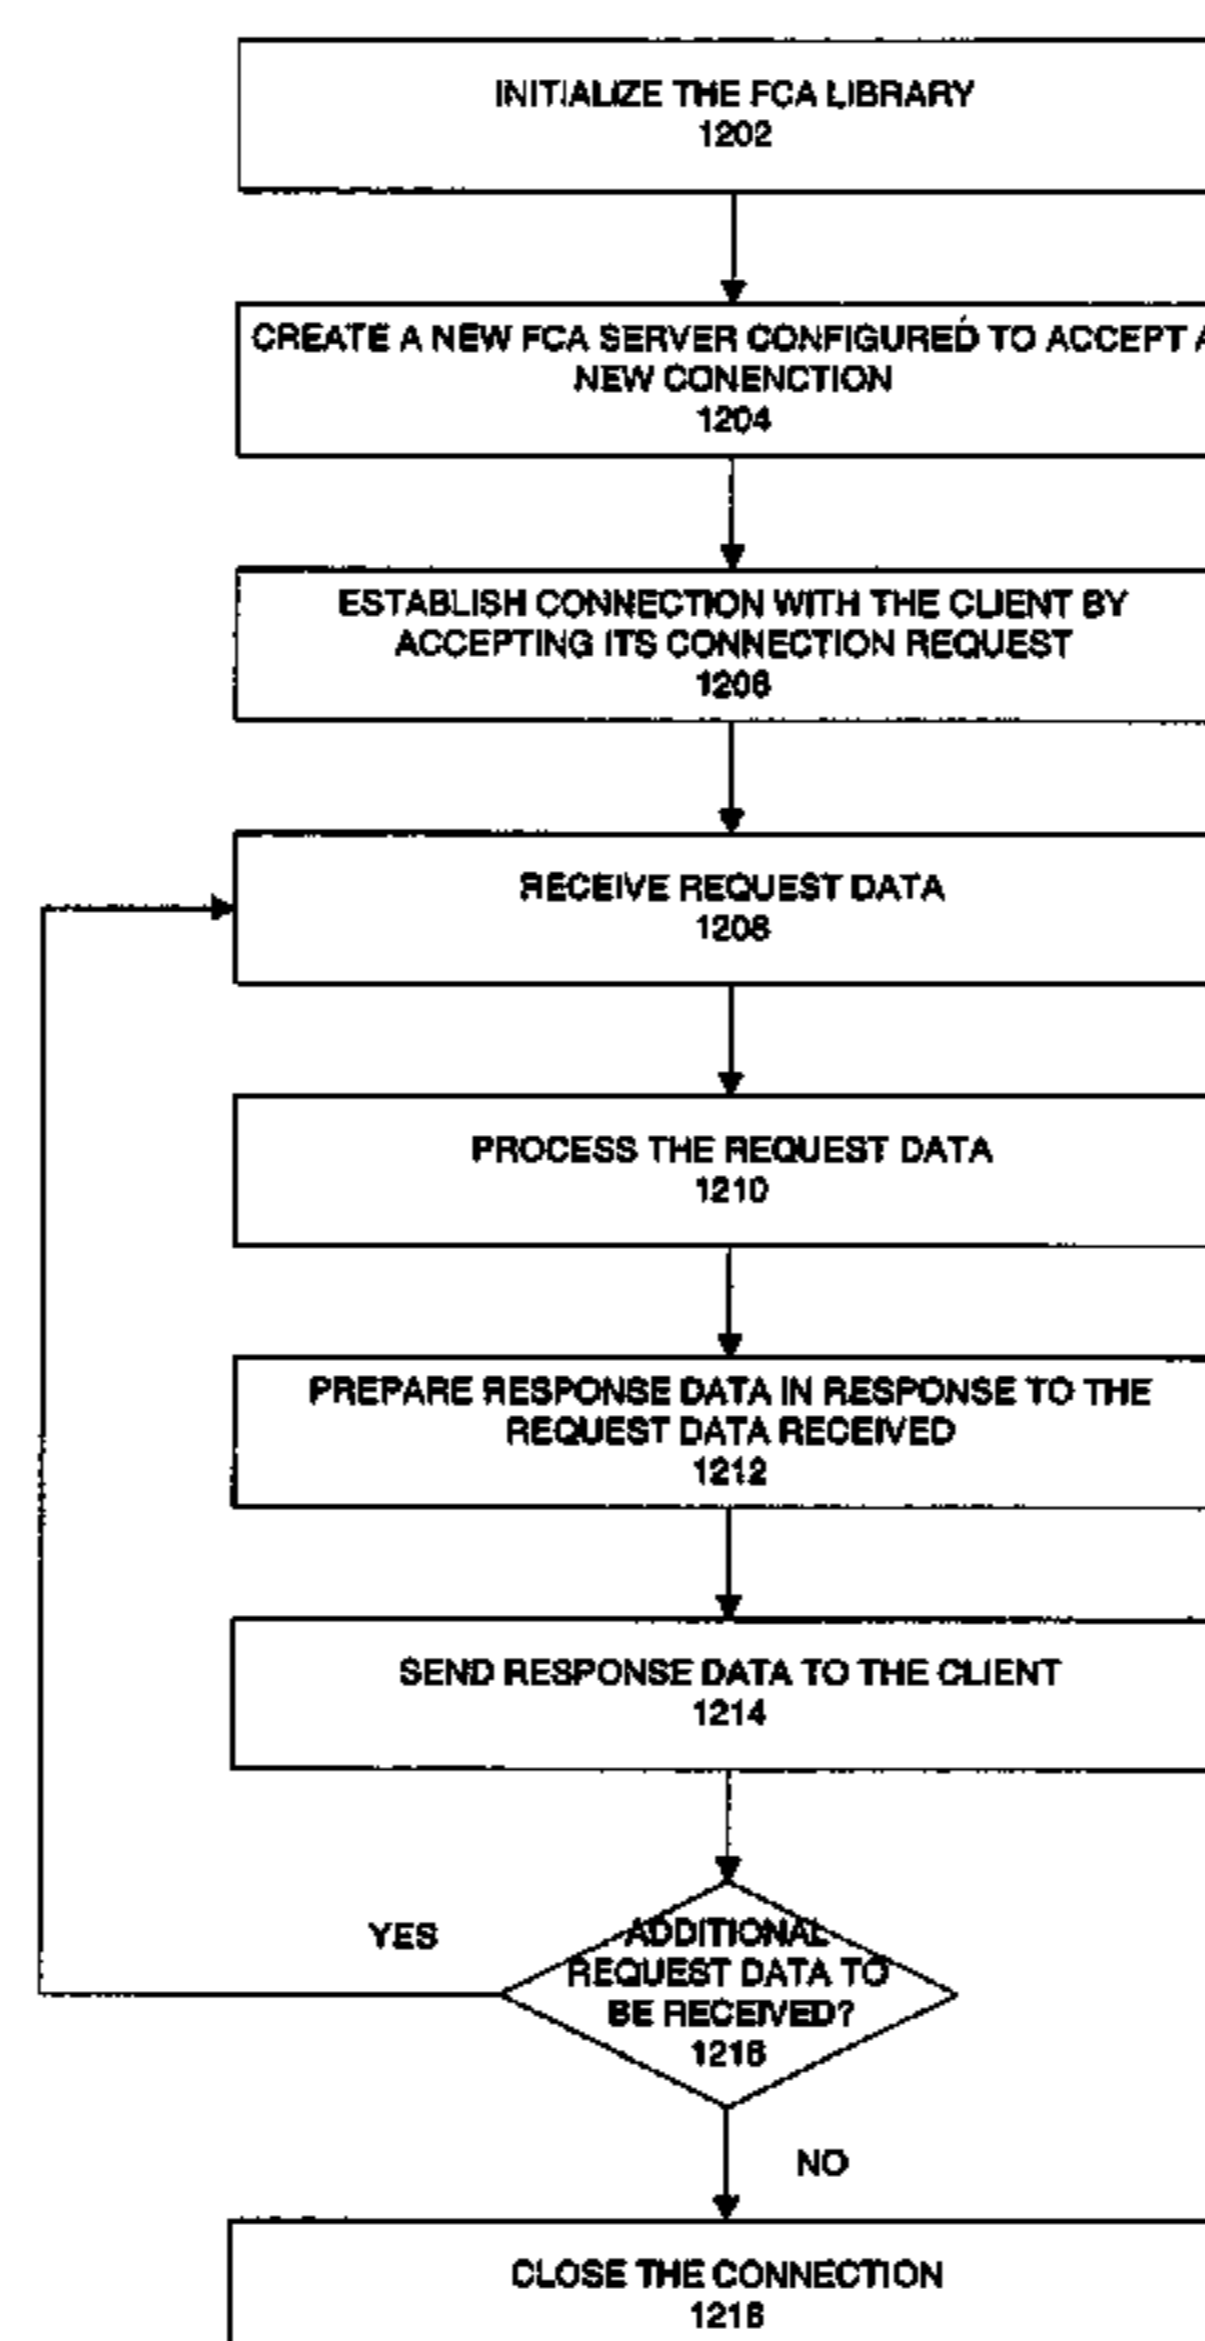 INITIALIZE THE FCA LIBRARY
1202
CREATE A NEW FCA SERVER CONFIGURED TO ACCEPT A
NEW CONENCTION
1204
ESTABLISH CONNECTION WITH THE CLIENT BY
ACCEPTING ITS CONNECTION REQUEST
1206
RECEIVE REQUEST DATA
1208
PROCESS THE REQUEST DATA
1210
PREPARE RESPONSE DATA IN RESPONSE TO THE
REQUEST DATA RECEIVED
1212
SEND RESPONSE DATA TO THE CLIENT
1214
YES
ADDITIONAL
REQUEST DATA TO
BE RECEIVED?
1216
NO
CLOSE THE CONNECTION
1218